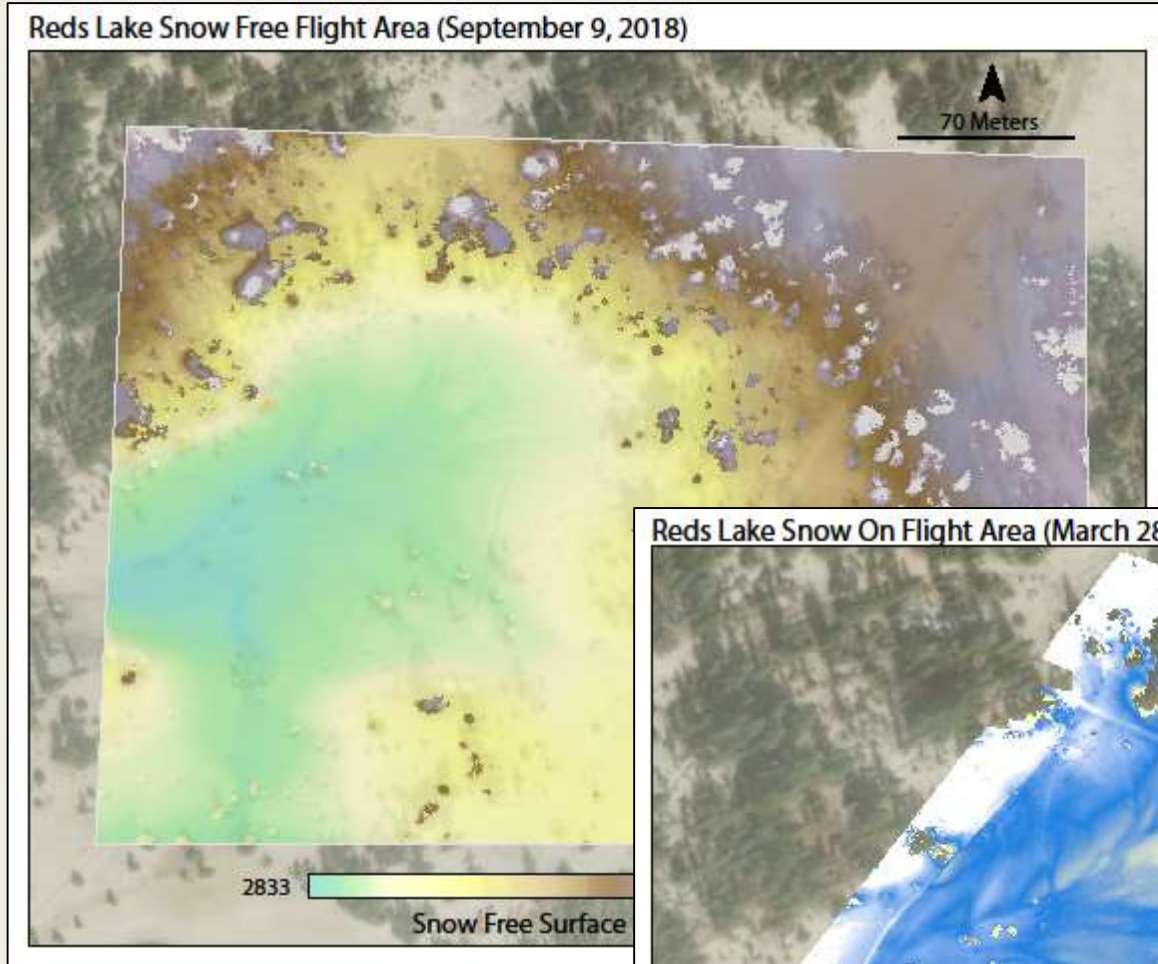 Reds Lake Snow Free Flight Area (September 9, 2018)
70 Meters
Reds Lake Snow On Flight Area (March 28
2833
Snow Free Surface